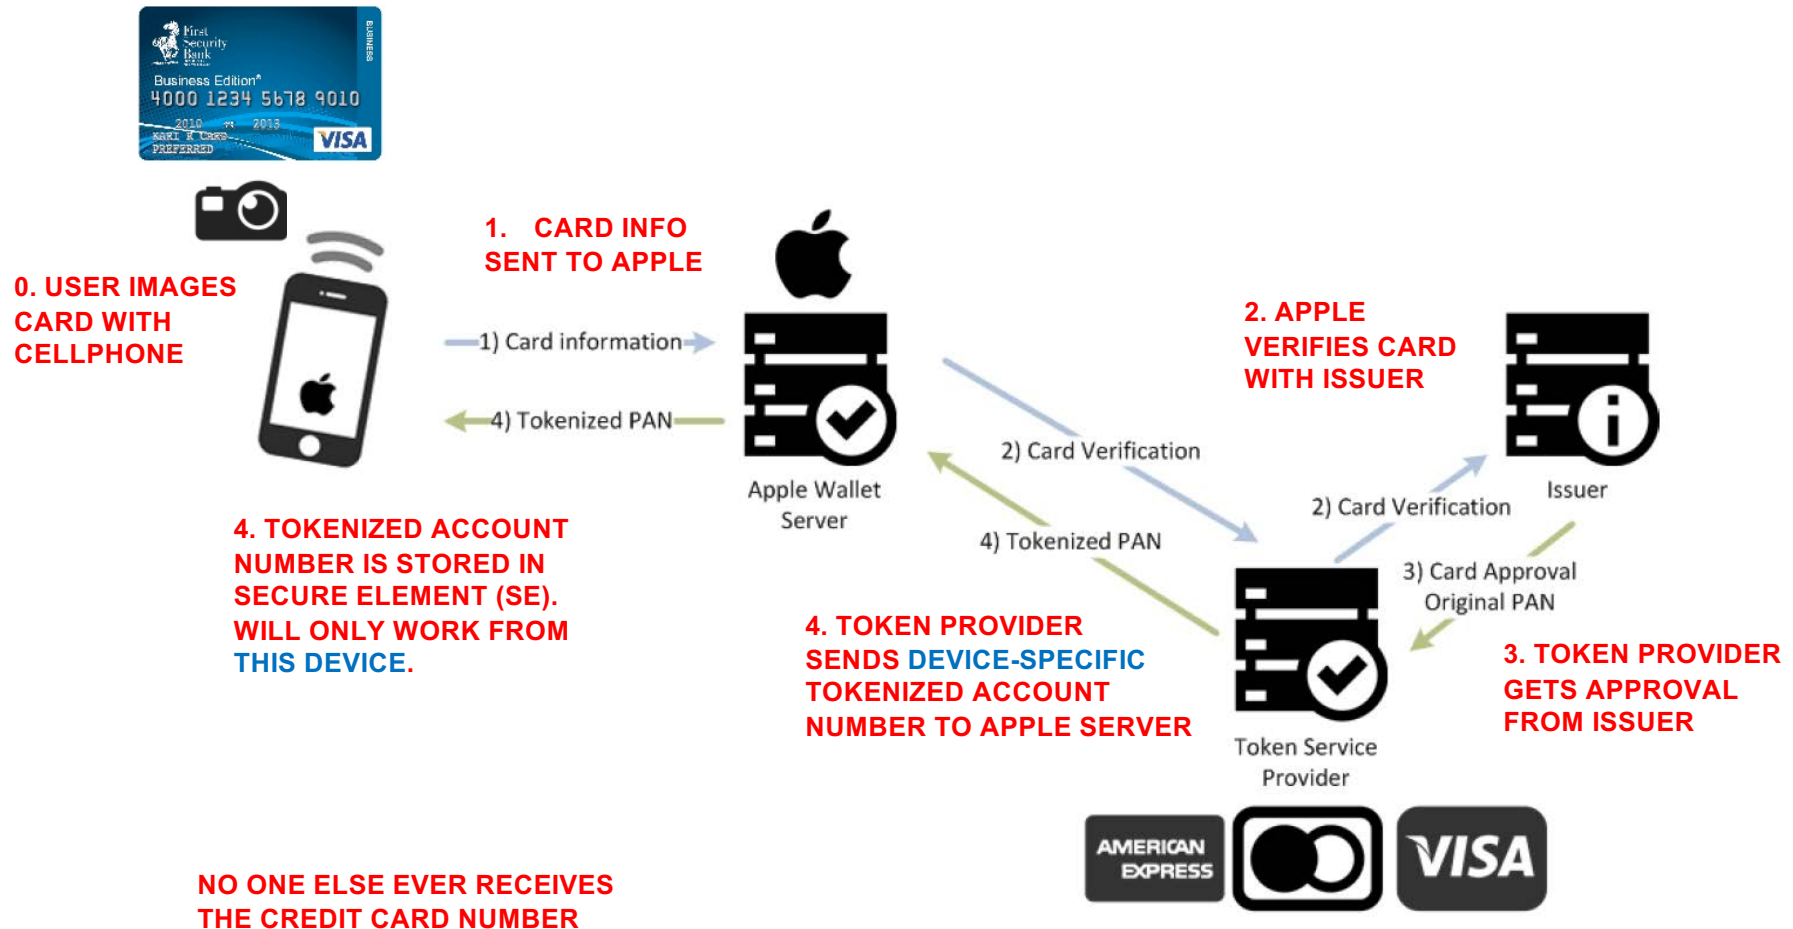 First
Security
Bank
BUSINESS
Business Edition®
4000 1234 5678 9010
2010 2013
KARI K CARD
PREFERRED
VISA
0. USER IMAGES
CARD WITH
CELLPHONE
1. CARD INFO
SENT TO APPLE
1) Card information
4) Tokenized PAN
Apple Wallet
Server
2. APPLE
VERIFIES CARD
WITH ISSUER
2) Card Verification
2) Card Verification
Issuer
4) Tokenized PAN
3) Card Approval
Original PAN
4. TOKENIZED ACCOUNT
NUMBER IS STORED IN
SECURE ELEMENT (SE).
WILL ONLY WORK FROM
THIS DEVICE.
4. TOKEN PROVIDER
SENDS DEVICE-SPECIFIC
TOKENIZED ACCOUNT
NUMBER TO APPLE SERVER
3. TOKEN PROVIDER
GETS APPROVAL
FROM ISSUER
Token Service
Provider
AMERICAN
EXPRESS
VISA
NO ONE ELSE EVER RECEIVES
THE CREDIT CARD NUMBER